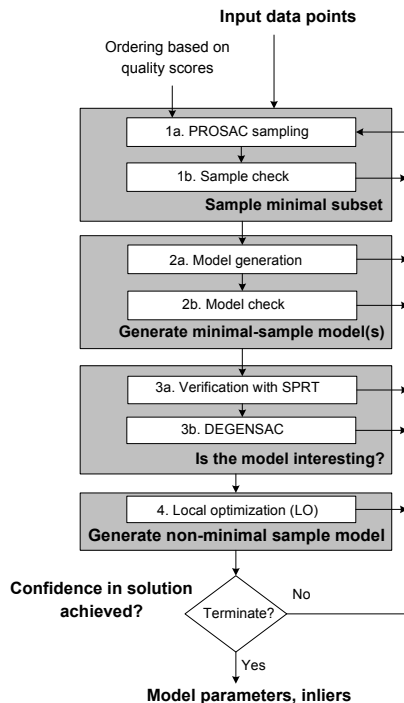 Input data points
Ordering based on
quality scores
1a. PROSAC sampling
1b. Sample check
Sample minimal subset
2a. Model generation
2b. Model check
Generate minimal-sample model(s)
3a. Verification with SPRT
3b. DEGENSAC
Is the model interesting?
4. Local optimization (LO)
Generate non-minimal sample model
Confidence in solution
achieved?
Terminate?
No
Yes
Model parameters, inliers